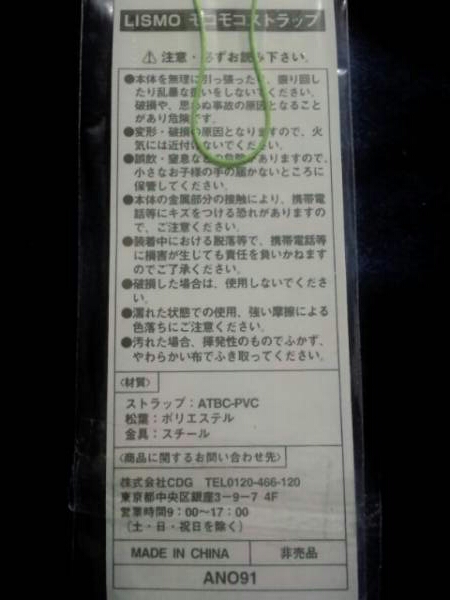 LISMO モコモコストラップ
⚠ 注意・必ずお読み下さい。
●本体を無理に引っ張ったり、振り回し
たり乱暴な扱いをしないでください。
破損や、思わぬ事故の原因となること
があり危険です。
●変形・破損の原因となりますので、火
気には近付けないでください。
●誤飲・窒息などの危険がありますので、
小さなお子様の手の届かないところに
保管してください。
●本体の金属部分の接触により、携帯電
話等にキズをつける恐れがありますの
で、ご注意ください。
●装着中における脱落等で、携帯電話等
に損害が生じても責任を負いかねます
のでご了承ください。
●破損した場合は、使用しないでくださ
い。
●濡れた状態での使用、強い摩擦による
色落ちにご注意ください。
●汚れた場合、揮発性のものでふかず、
やわらかい布でふき取ってください。
〈材質〉
ストラップ：ATBC-PVC
松葉：ポリエステル
金具：スチール
〈商品に関するお問い合わせ先〉
株式会社CDG TEL0120-466-120
東京都中央区銀座3-9-7 4F
営業時間9：00〜17：00
（土・日・祝日を除く）
MADE IN CHINA 非売品
ANO91